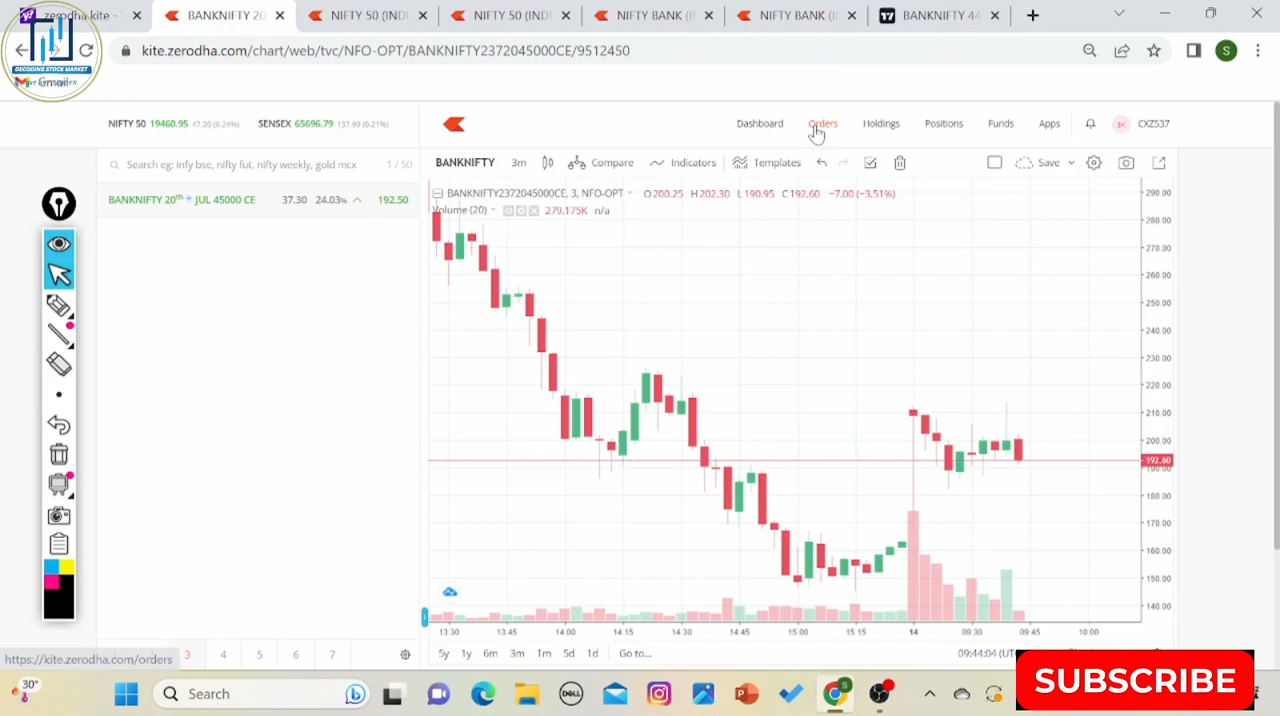 zerodha kite - BANKNIFTY 20 NIFTY 50 (IND NIFTY BANK (I NIFTY BANK BANKNIFTY 44
kite.zerodha.com/chart/web/tvc/NFO-OPT/BANKNIFTY2372045000CE/9512450
S
DECODING STOCK MARKET
Gmail
NIFTY 50 19460.95 47.20 (0.24%) SENSEX 65696.79 137.99 (0.21%)
Dashboard Orders Holdings Positions Funds Apps CXZ537
Search eg: infy bse, nifty fut, nifty weekly, gold mcx 1 / 50
BANKNIFTY 3m Compare Indicators Templates Save
BANKNIFTY 20th JUL 45000 CE 37.30 24.03% 192.50
BANKNIFTY2372045000CE, 3, NFO-OPT O 200.25 H 202.30 L 190.95 C 192.60 −7.00 (−3.51%)
Volume (20) 279.175K n/a
290.00
280.00
270.00
260.00
250.00
240.00
230.00
220.00
210.00
200.00
192.60
190.00
180.00
170.00
160.00
150.00
140.00
13:30 13:45 14:00 14:15 14:30 14:45 15:00 15:15 14 09:30 09:45 10:00
https://kite.zerodha.com/orders 3 4 5 6 7
5y 1y 6m 3m 1m 5d 1d Go to... 09:44:04 (UT
SUBSCRIBE
30°
Search
DELL